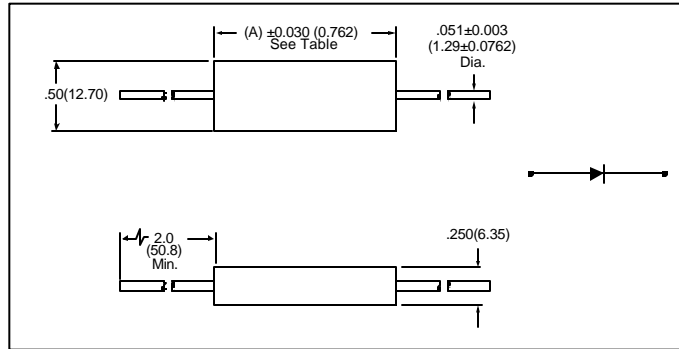 (A) ±0.030 (0.762)
See Table
.051±0.003
(1.29±0.0762)
Dia.
.50(12.70)
2.0
(50.8)
Min.
.250(6.35)